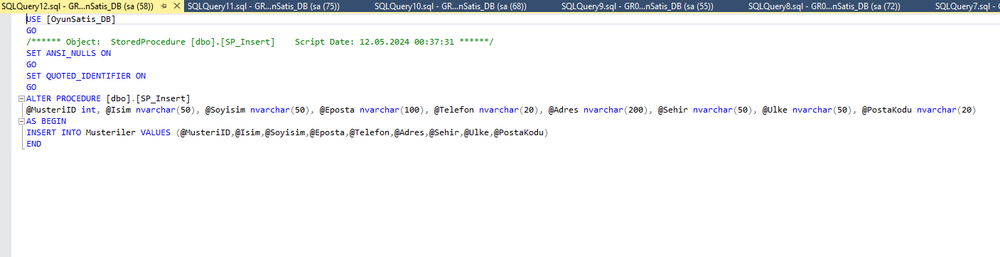 SQLQuery12.sql - GR...nSatis_DB (sa (58)) SQLQuery11.sql - GR...nSatis_DB (sa (75)) SQLQuery10.sql - GR...nSatis_DB (sa (68)) SQLQuery9.sql - GR0...nSatis_DB (sa (55)) SQLQuery8.sql - GR0...nSatis_DB (sa (72)) SQLQuery7.sql -
USE [OyunSatis_DB]
GO
/****** Object:  StoredProcedure [dbo].[SP_Insert]    Script Date: 12.05.2024 00:37:31 ******/
SET ANSI_NULLS ON
GO
SET QUOTED_IDENTIFIER ON
GO
ALTER PROCEDURE [dbo].[SP_Insert]
@MusteriID int, @Isim nvarchar(50), @Soyisim nvarchar(50), @Eposta nvarchar(100), @Telefon nvarchar(20), @Adres nvarchar(200), @Sehir nvarchar(50), @Ulke nvarchar(50), @PostaKodu nvarchar(20)
AS BEGIN
INSERT INTO Musteriler VALUES (@MusteriID,@Isim,@Soyisim,@Eposta,@Telefon,@Adres,@Sehir,@Ulke,@PostaKodu)
END